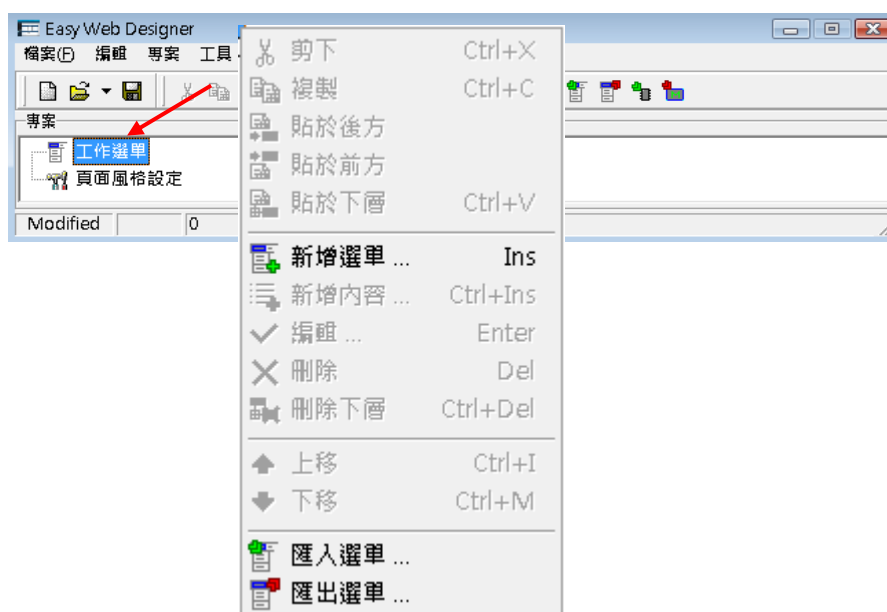 Easy Web Designer
檔案(F) 編輯 專案 工具
專案
工作選單
頁面風格設定
Modified 0
剪下 Ctrl+X
複製 Ctrl+C
貼於後方
貼於前方
貼於下層 Ctrl+V
新增選單 ... Ins
新增內容 ... Ctrl+Ins
編輯 ... Enter
刪除 Del
刪除下層 Ctrl+Del
上移 Ctrl+I
下移 Ctrl+M
匯入選單 ...
匯出選單 ...